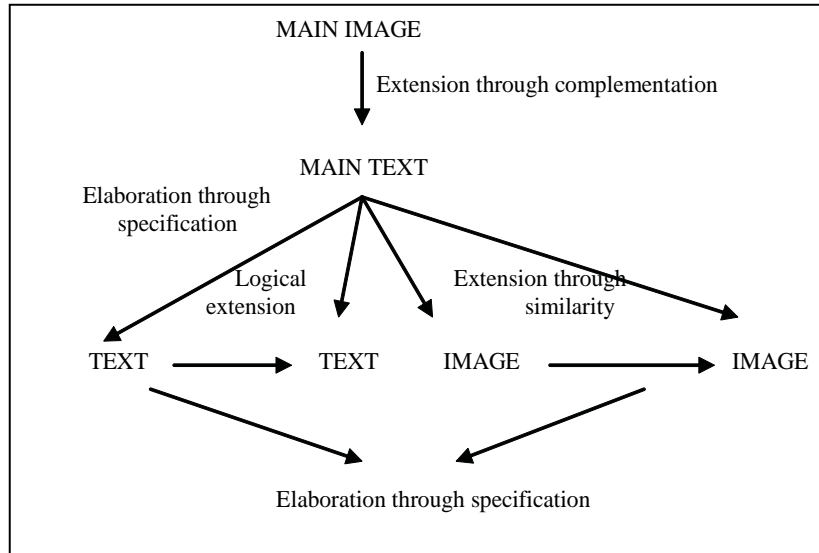 MAIN IMAGE
Extension through complementation
MAIN TEXT
Elaboration through
specification
Logical
extension
Extension through
similarity
TEXT
TEXT
IMAGE
IMAGE
Elaboration through specification